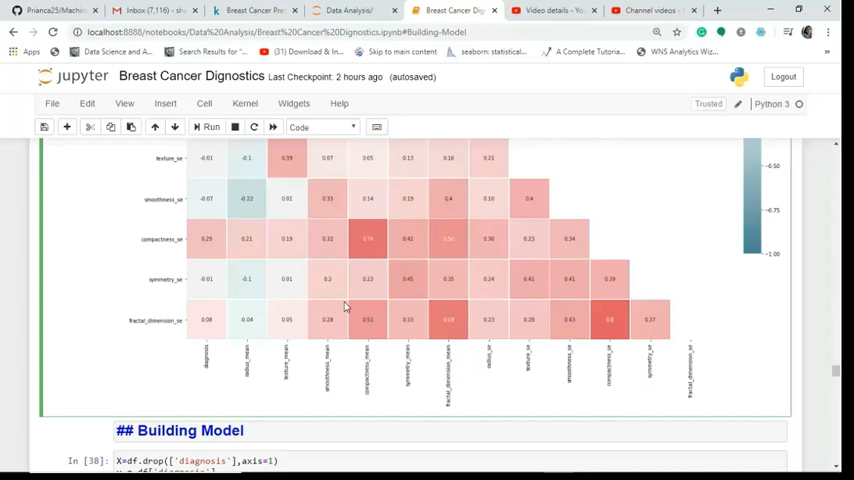 Prianca25/Machin
Inbox (7,116) - sh
Breast Cancer Pre
Data Analysis/
Breast Cancer Dig
Video details - Yo
Channel videos - Y
localhost:8888/notebooks/Data%20Analysis/Breast%20Cancer%20Dignostics.ipynb#Building-Model
Apps
Data Science and A...
Search Results for "...
(31) Download & In...
Skip to main content
seaborn: statistical...
A Complete Tutorial...
WNS Analytics Wiz...
jupyter Breast Cancer Dignostics Last Checkpoint: 2 hours ago (autosaved)
Logout
File Edit View Insert Cell Kernel Widgets Help
Trusted Python 3
Run Code
texture_se -0.01 -0.1 0.39 0.07 0.05 0.13 0.16 0.21
-0.50
smoothness_se -0.07 -0.22 0.01 0.33 0.14 0.19 0.4 0.16 0.4
-0.75
compactness_se 0.29 0.21 0.19 0.32 0.74 0.42 0.56 0.36 0.23 0.34
-1.00
symmetry_se -0.01 -0.1 0.01 0.2 0.23 0.45 0.35 0.24 0.41 0.41 0.39
fractal_dimension_se 0.08 -0.04 0.05 0.28 0.51 0.33 0.69 0.23 0.28 0.43 0.8 0.37
diagnosis
radius_mean
texture_mean
smoothness_mean
compactness_mean
symmetry_mean
fractal_dimension_mean
radius_se
texture_se
smoothness_se
compactness_se
symmetry_se
fractal_dimension_se
## Building Model
In [38]: X=df.drop(['diagnosis'],axis=1)
y = df['diagnosis']